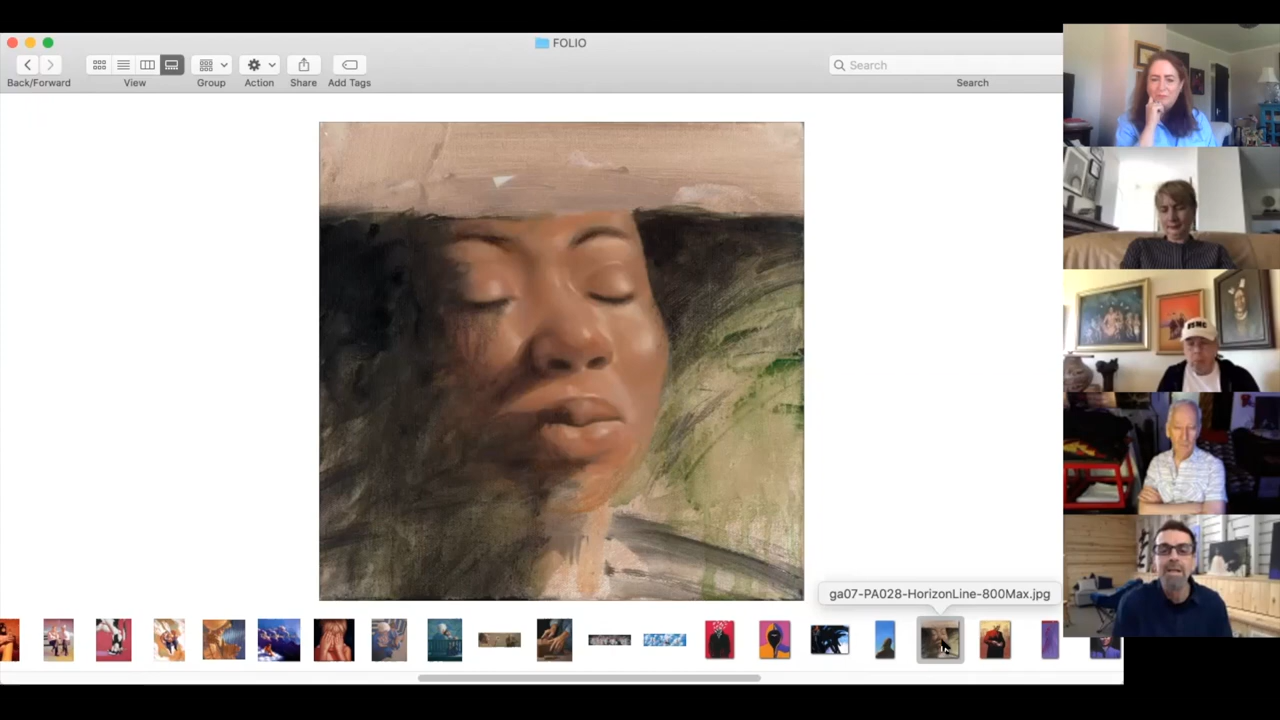 FOLIO
Back/Forward
View
Group
Action
Share
Add Tags
Search
Search
ga07-PA028-HorizonLine-800Max.jpg